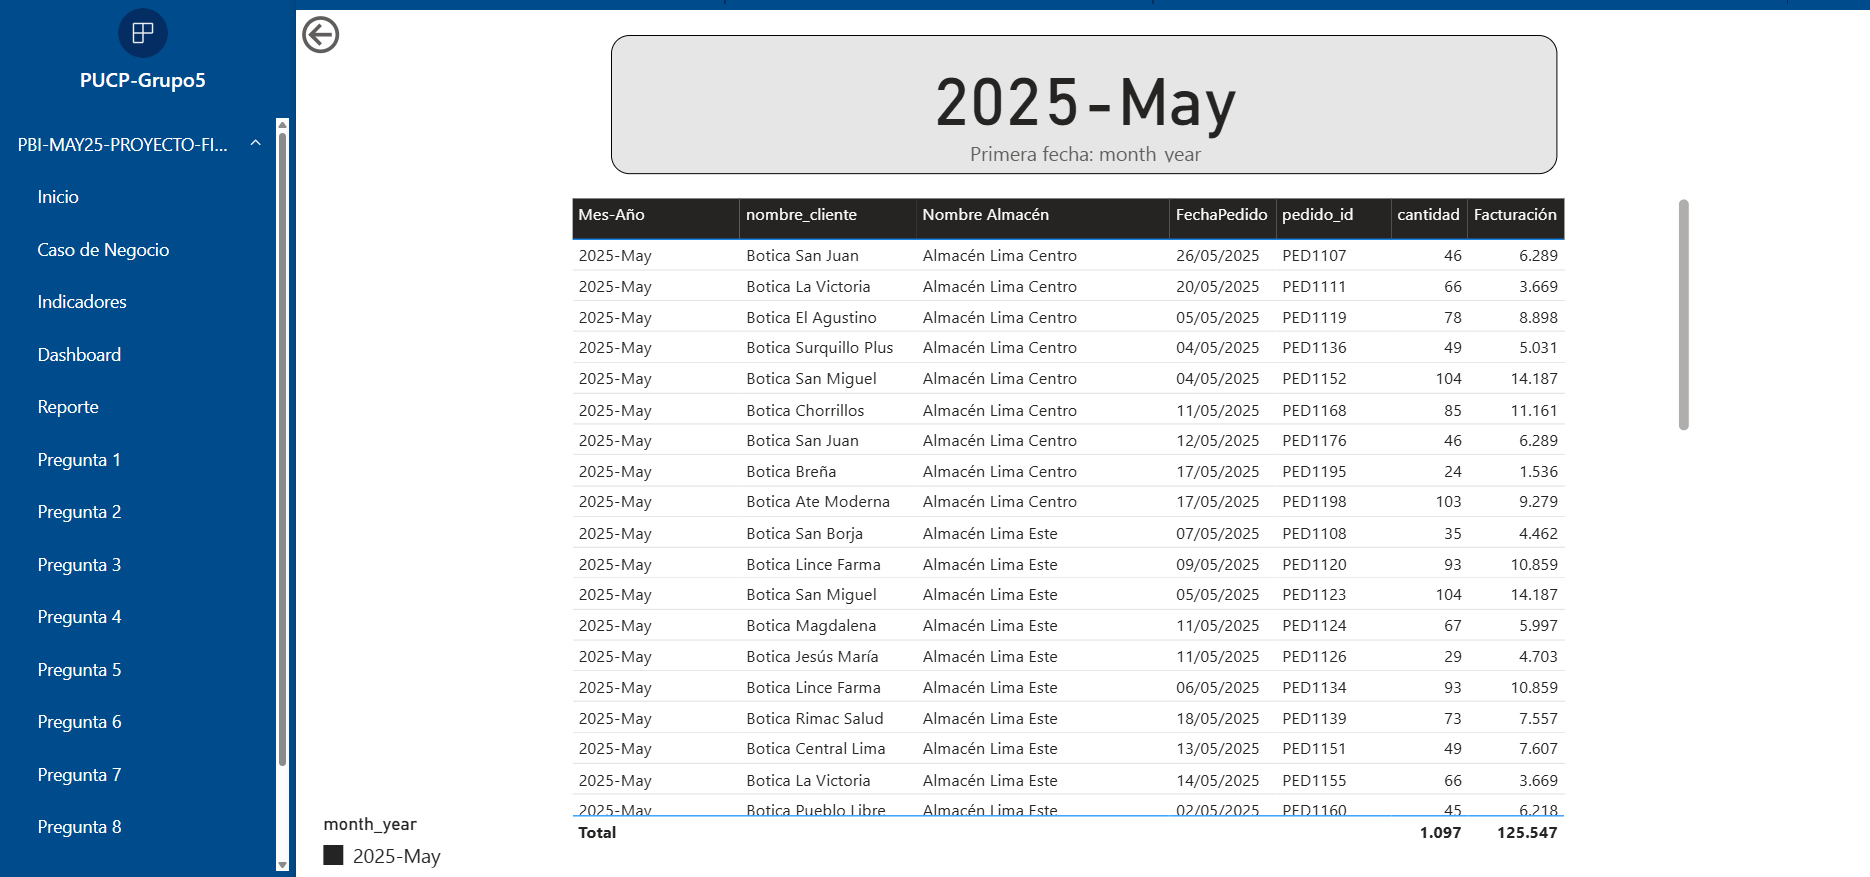 PUCP-Grupo5
PBI-MAY25-PROYECTO-FI...
Inicio
Caso de Negocio
Indicadores
Dashboard
Reporte
Pregunta 1
Pregunta 2
Pregunta 3
Pregunta 4
Pregunta 5
Pregunta 6
Pregunta 7
Pregunta 8
2025-May
Primera fecha: month_year
Mes-Año nombre_cliente Nombre Almacén FechaPedido pedido_id cantidad Facturación
2025-May Botica San Juan Almacén Lima Centro 26/05/2025 PED1107 46 6.289
2025-May Botica La Victoria Almacén Lima Centro 20/05/2025 PED1111 66 3.669
2025-May Botica El Agustino Almacén Lima Centro 05/05/2025 PED1119 78 8.898
2025-May Botica Surquillo Plus Almacén Lima Centro 04/05/2025 PED1136 49 5.031
2025-May Botica San Miguel Almacén Lima Centro 04/05/2025 PED1152 104 14.187
2025-May Botica Chorrillos Almacén Lima Centro 11/05/2025 PED1168 85 11.161
2025-May Botica San Juan Almacén Lima Centro 12/05/2025 PED1176 46 6.289
2025-May Botica Breña Almacén Lima Centro 17/05/2025 PED1195 24 1.536
2025-May Botica Ate Moderna Almacén Lima Centro 17/05/2025 PED1198 103 9.279
2025-May Botica San Borja Almacén Lima Este 07/05/2025 PED1108 35 4.462
2025-May Botica Lince Farma Almacén Lima Este 09/05/2025 PED1120 93 10.859
2025-May Botica San Miguel Almacén Lima Este 05/05/2025 PED1123 104 14.187
2025-May Botica Magdalena Almacén Lima Este 11/05/2025 PED1124 67 5.997
2025-May Botica Jesús María Almacén Lima Este 11/05/2025 PED1126 29 4.703
2025-May Botica Lince Farma Almacén Lima Este 06/05/2025 PED1134 93 10.859
2025-May Botica Rimac Salud Almacén Lima Este 18/05/2025 PED1139 73 7.557
2025-May Botica Central Lima Almacén Lima Este 13/05/2025 PED1151 49 7.607
2025-May Botica La Victoria Almacén Lima Este 14/05/2025 PED1155 66 3.669
2025-May Botica Pueblo Libre Almacén Lima Este 02/05/2025 PED1160 45 6.218
Total 1.097 125.547
month_year
2025-May